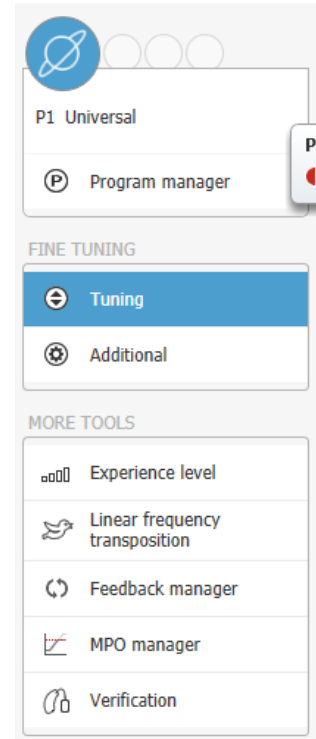 P1 Universal
P
P Program manager
FINE TUNING
Tuning
Additional
MORE TOOLS
Experience level
Linear frequency
transposition
Feedback manager
MPO manager
Verification